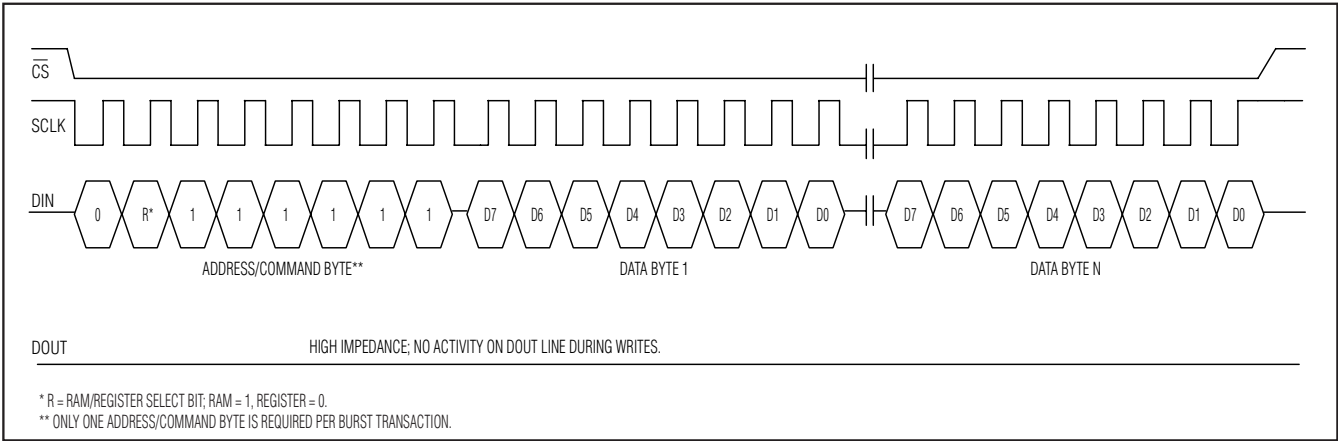 CS
SCLK
DIN 0 R* 1 1 1 1 1 1 D7 D6 D5 D4 D3 D2 D1 D0 D7 D6 D5 D4 D3 D2 D1 D0
ADDRESS/COMMAND BYTE** DATA BYTE 1 DATA BYTE N
DOUT HIGH IMPEDANCE; NO ACTIVITY ON DOUT LINE DURING WRITES.
* R = RAM/REGISTER SELECT BIT; RAM = 1, REGISTER = 0.
** ONLY ONE ADDRESS/COMMAND BYTE IS REQUIRED PER BURST TRANSACTION.